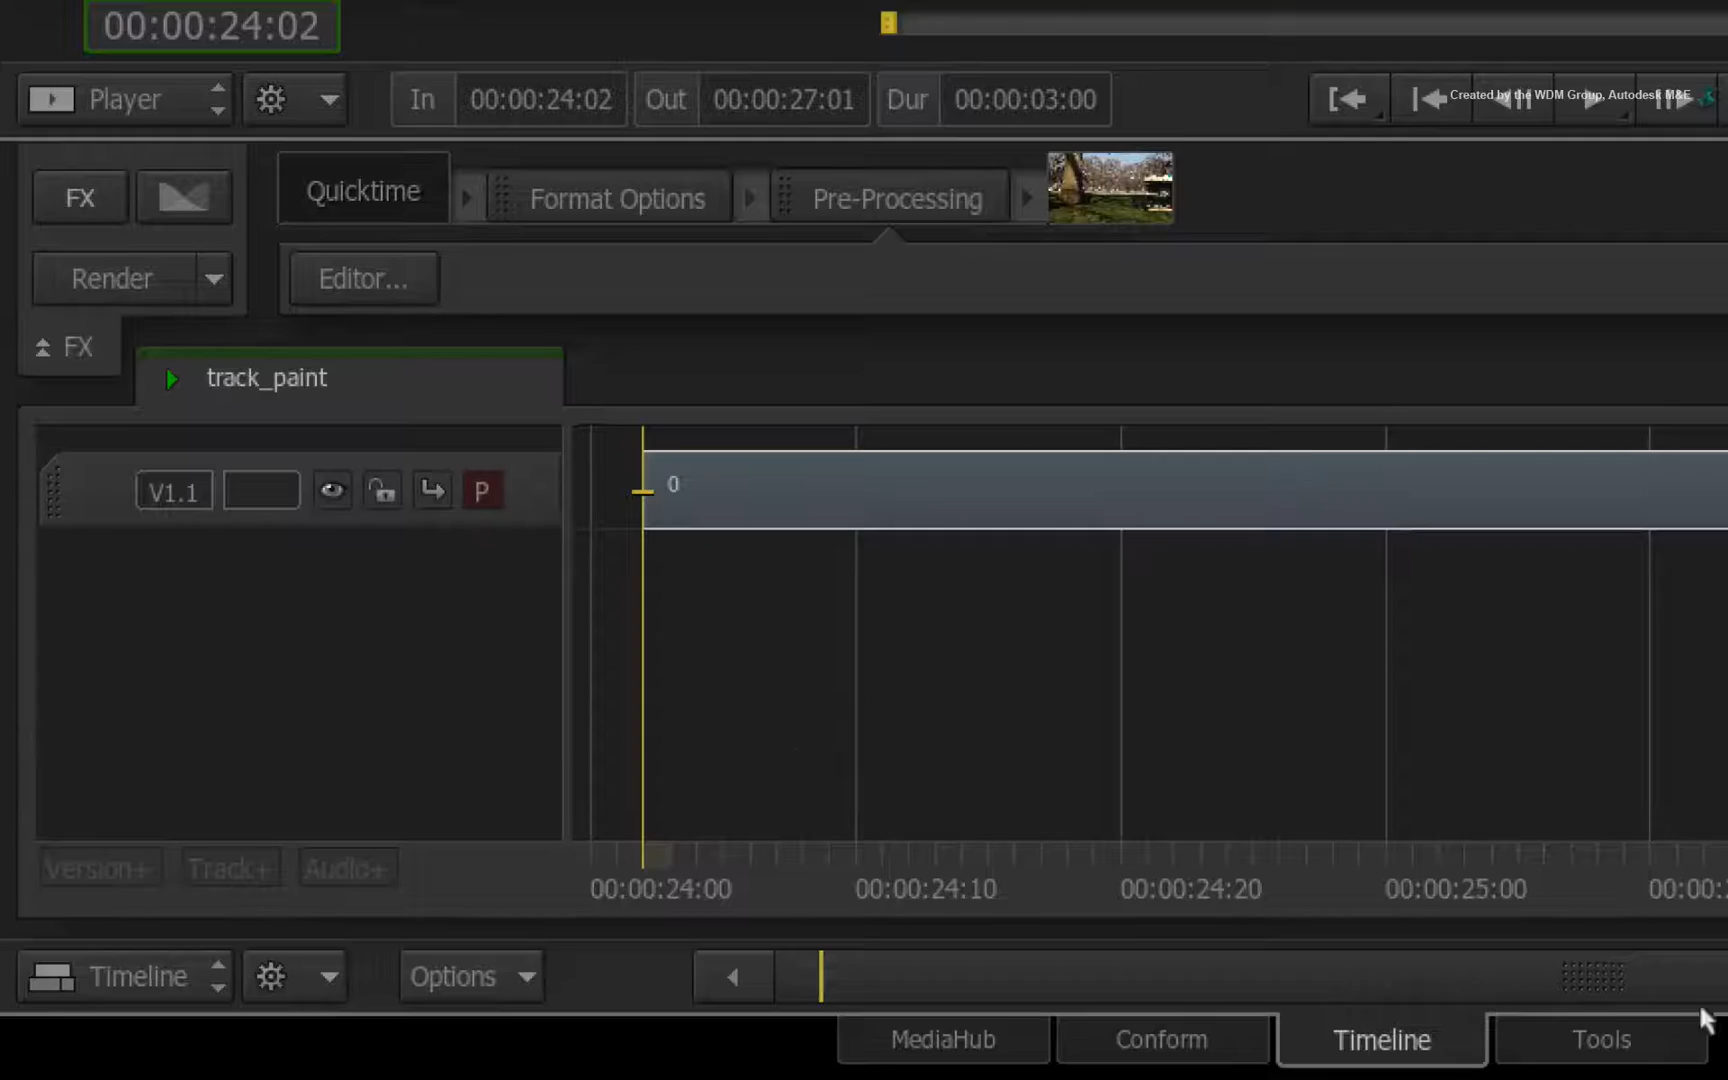 00:00:24:02
Player
In 00:00:24:02 Out 00:00:27:01 Dur 00:00:03:00
Created by the WDM Group, Autodesk M&E
FX Quicktime Format Options Pre-Processing
Render Editor...
FX
track_paint
V1.1 P 0
Version+ Track+ Audio+
00:00:24:00 00:00:24:10 00:00:24:20 00:00:25:00 00:00:
Timeline Options
MediaHub Conform Timeline Tools